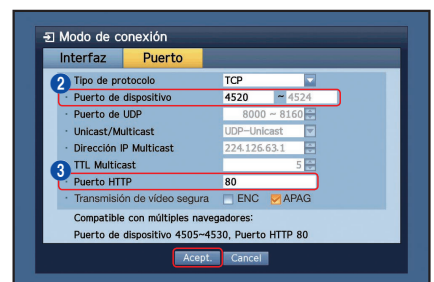 Modo de conexión
Interfaz Puerto
2 Tipo de protocolo TCP
· Puerto de dispositivo 4520 ~ 4524
· Puerto de UDP 8000 ~ 8160
· Unicast/Multicast UDP-Unicast
· Dirección IP Multicast 224.126.63.1
3 TTL Multicast 5
· Puerto HTTP 80
· Transmisión de vídeo segura ENC APAG
Compatible con múltiples navegadores:
Puerto de dispositivo 4505~4530, Puerto HTTP 80
Acept. Cancel